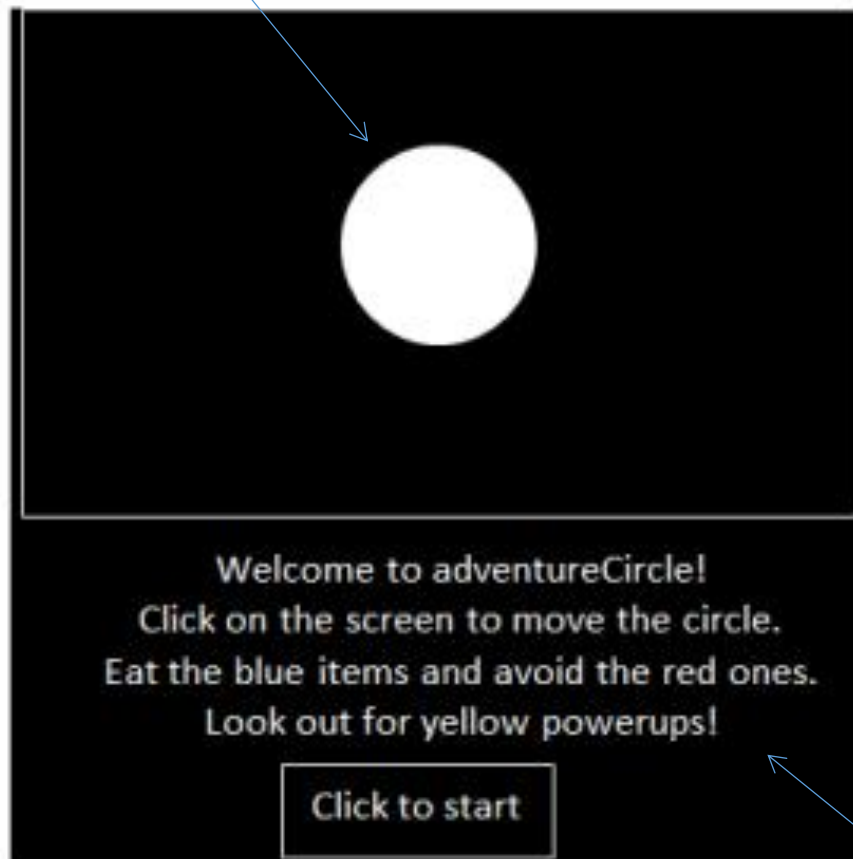 Welcome to adventureCircle!
Click on the screen to move the circle.
Eat the blue items and avoid the red ones.
Look out for yellow powerups!
Click to start